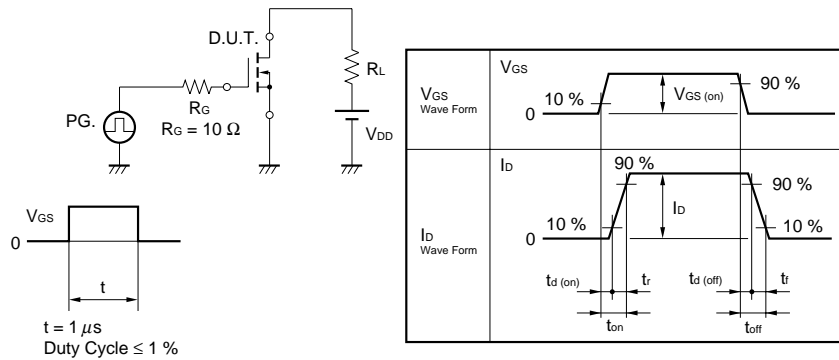 D.U.T.
RL
RG
PG.
RG = 10 Ω
VDD
VGS
0
t
t = 1 μs
Duty Cycle ≤ 1 %
VGS
Wave Form
VGS
10 %
90 %
VGS (on)
0
ID
Wave Form
ID
90 %
90 %
10 %
ID
10 %
0
td (on)
tr
td (off)
tf
ton
toff